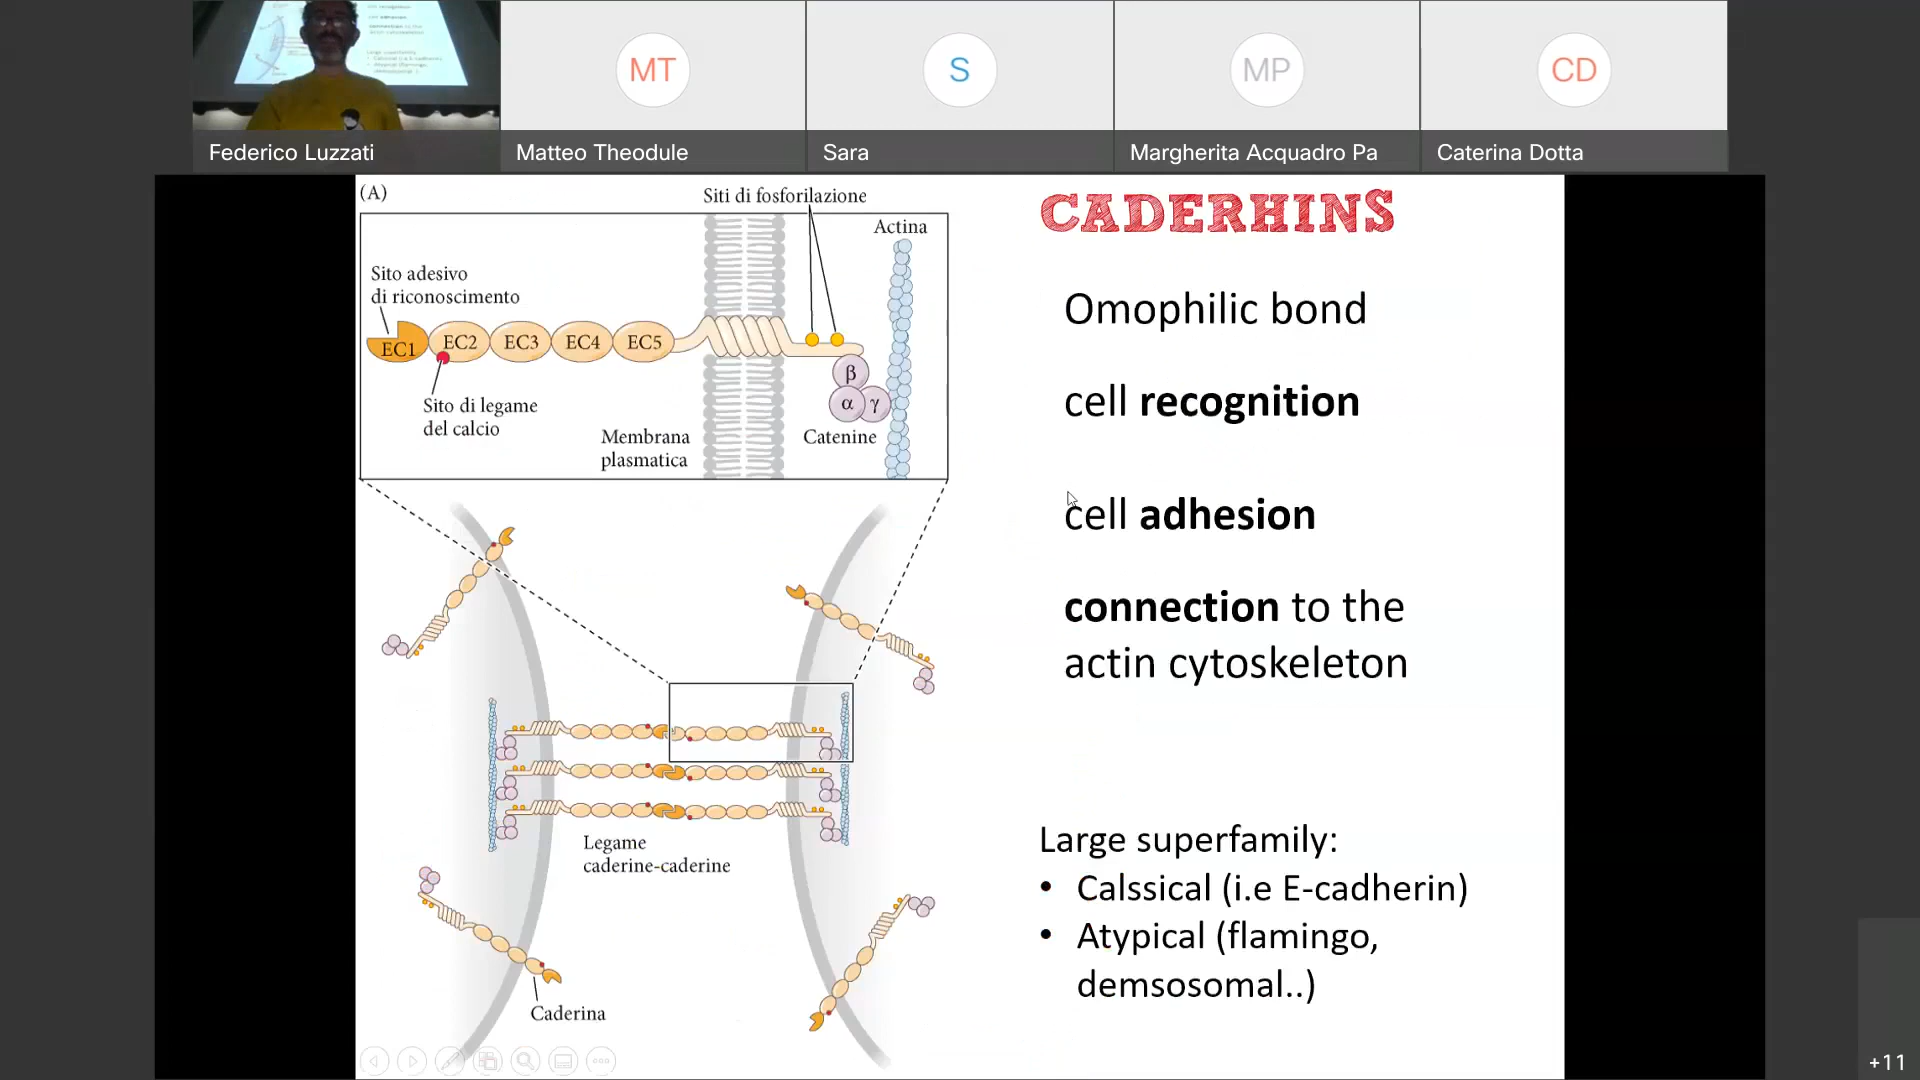 MT
S
MP
CD
Federico Luzzati
Matteo Theodule
Sara
Margherita Acquadro Pa
Caterina Dotta
(A)
Siti di fosforilazione
Actina
Sito adesivo
di riconoscimento
EC1
EC2
EC3
EC4
EC5
β
α
γ
Sito di legame
del calcio
Membrana
plasmatica
Catenine
Legame
caderine-caderine
Caderina
CADERHINS
Omophilic bond
cell recognition
cell adhesion
connection to the
actin cytoskeleton
Large superfamily:
• Calssical (i.e E-cadherin)
• Atypical (flamingo,
demsosomal..)
+11